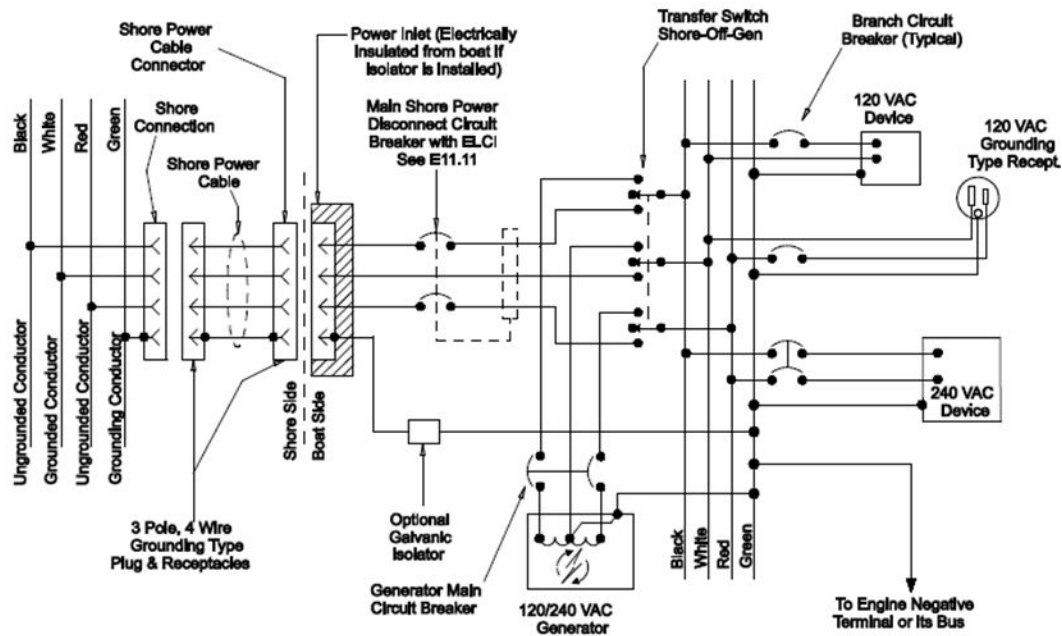 Shore Power
Cable
Connector
Power Inlet (Electrically
Insulated from boat if
Isolator is Installed)
Transfer Switch
Shore-Off-Gen
Branch Circuit
Breaker (Typical)
Black
White
Red
Green
Shore
Connection
Shore Power
Cable
Main Shore Power
Disconnect Circuit
Breaker with ELCI
See E11.11
120 VAC
Device
120 VAC
Grounding
Type Recept.
240 VAC
Device
Ungrounded Conductor
Grounded Conductor
Ungrounded Conductor
Grounding Conductor
Shore Side
Boat Side
3 Pole, 4 Wire
Grounding Type
Plug & Receptacles
Optional
Galvanic
Isolator
Generator Main
Circuit Breaker
120/240 VAC
Generator
Black
White
Red
Green
To Engine Negative
Terminal or Its Bus